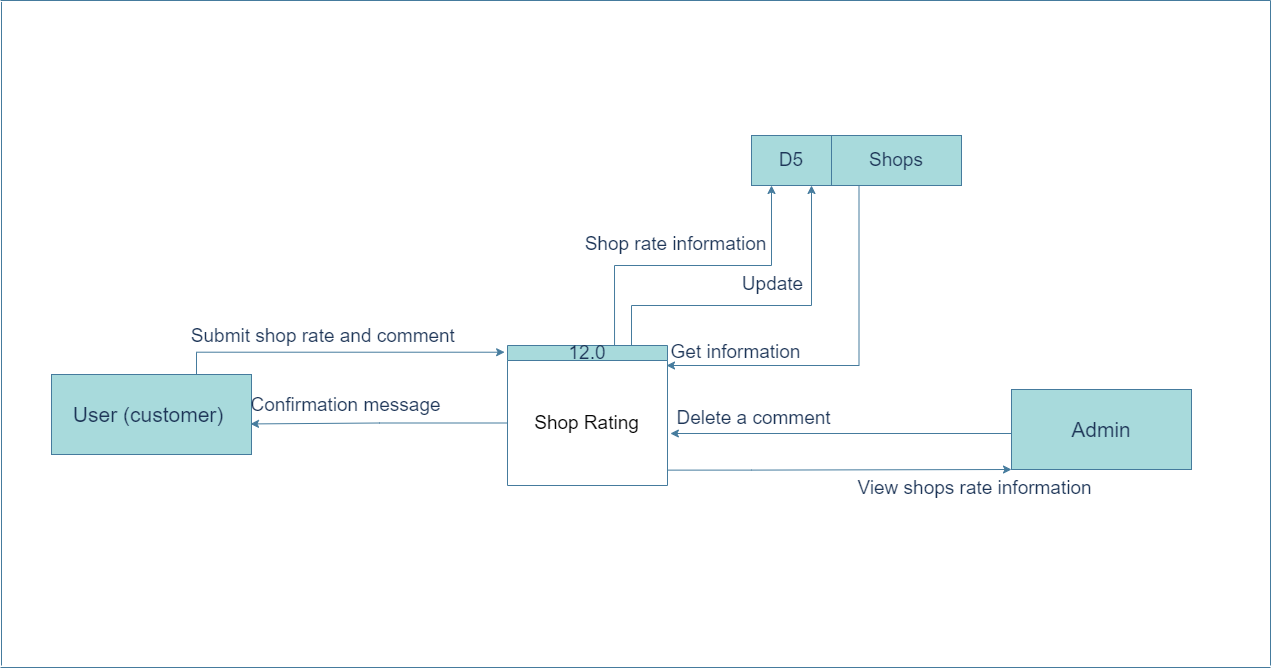 D5
Shops
Shop rate information
Update
Submit shop rate and comment
12.0
Get information
User (customer)
Confirmation message
Shop Rating
Delete a comment
Admin
View shops rate information